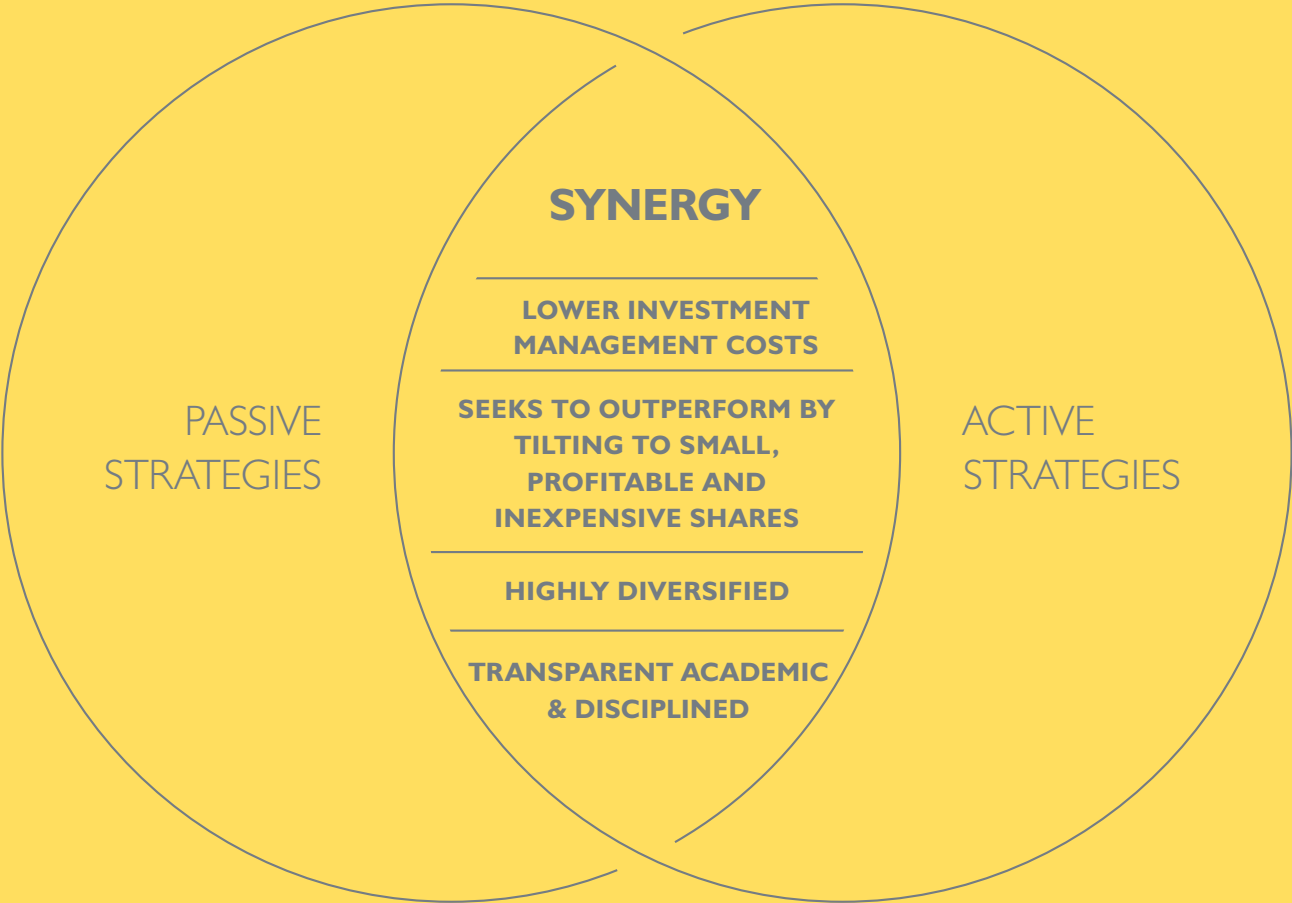 SYNERGY
LOWER INVESTMENT
MANAGEMENT COSTS
SEEKS TO OUTPERFORM BY
TILTING TO SMALL,
PROFITABLE AND
INEXPENSIVE SHARES
HIGHLY DIVERSIFIED
TRANSPARENT ACADEMIC
& DISCIPLINED
PASSIVE
STRATEGIES
ACTIVE
STRATEGIES